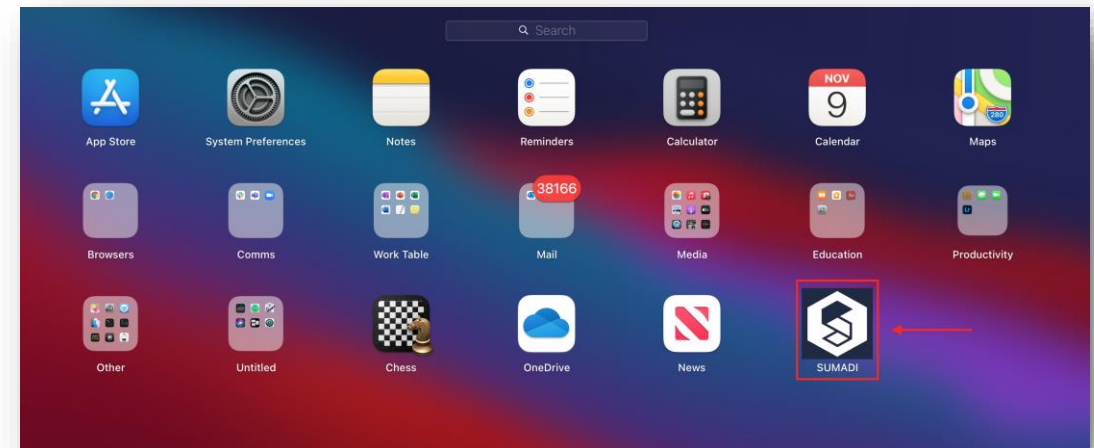 Search
App Store
System Preferences
Notes
Reminders
Calculator
NOV
9
Calendar
280
Maps
Browsers
Comms
Work Table
38166
Mail
Media
Education
Productivity
Other
Untitled
Chess
OneDrive
News
SUMADI